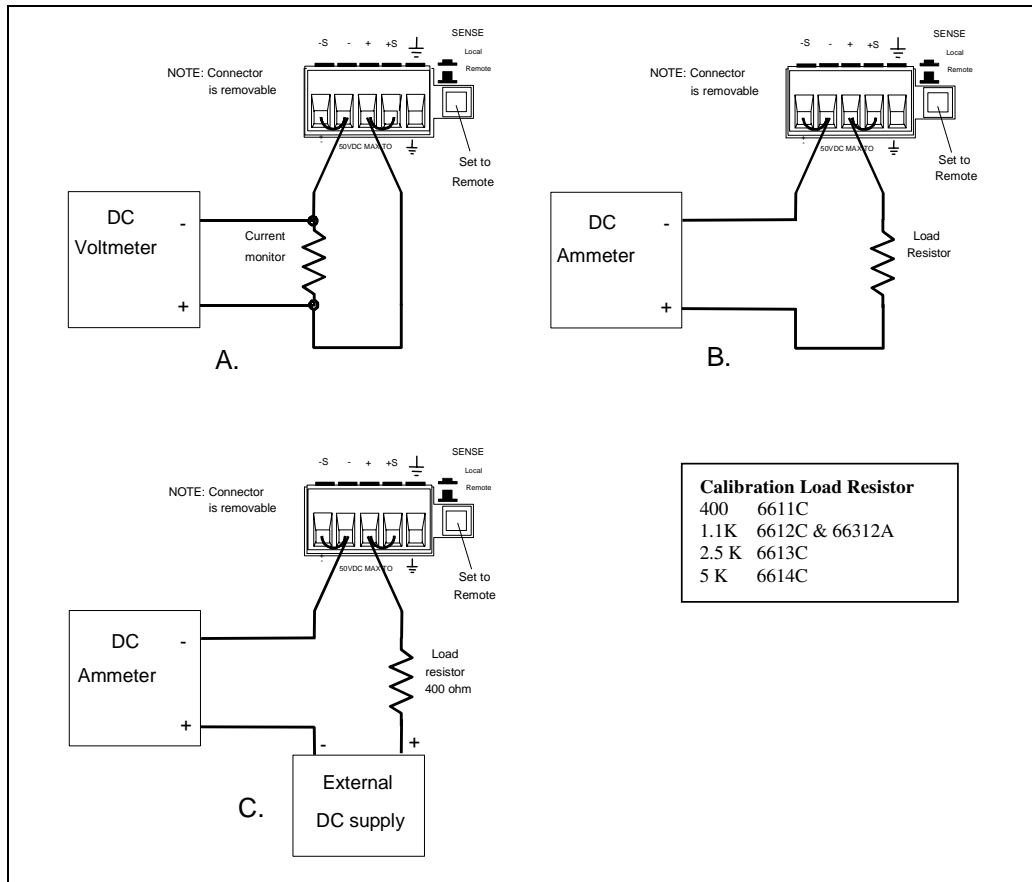 SENSE
-S - + +S
Local
NOTE: Connector
is removable
Remote
50VDC MAX TO
Set to
Remote
DC
Voltmeter
-
+
Current
monitor
A.
SENSE
-S - + +S
Local
NOTE: Connector
is removable
Remote
50VDC MAX TO
Set to
Remote
DC
Ammeter
-
+
Load
Resistor
B.
SENSE
-S - + +S
Local
NOTE: Connector
is removable
Remote
50VDC MAX TO
Set to
Remote
DC
Ammeter
-
+
Load
resistor
400 ohm
- +
External
DC supply
C.
Calibration Load Resistor
400 6611C
1.1K 6612C & 66312A
2.5 K 6613C
5 K 6614C